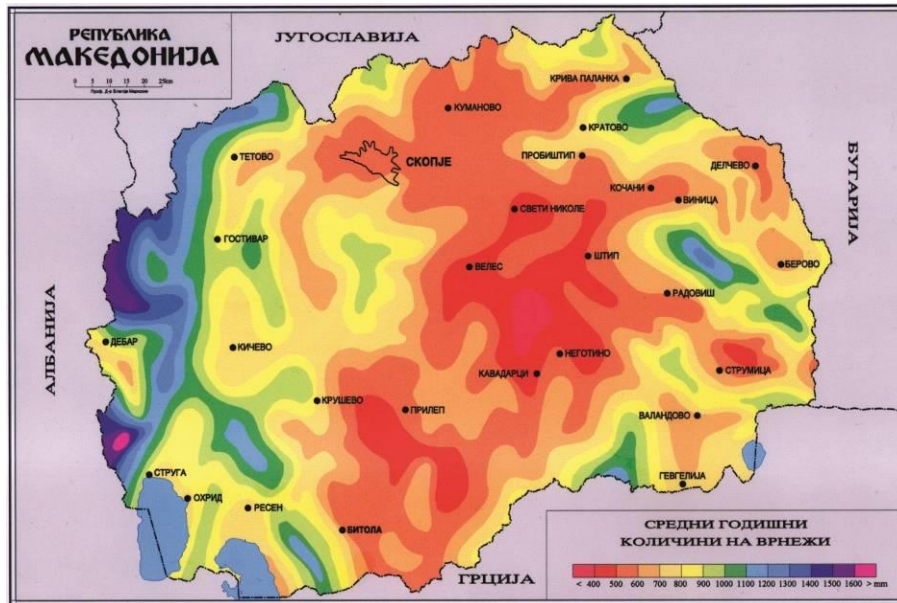 РЕПУБЛИКА
МАКЕДОНИЈА
0 5 10 15 20 25km
ЈУГОСЛАВИЈА
БУГАРИЈА
АЛБАНИЈА
ГРЦИЈА
КРИВА ПАЛАНКА
КУМАНОВО
КРАТОВО
ТЕТОВО
СКОПЈЕ
ПРОБИШТИП
ДЕЛЧЕВО
КОЧАНИ
ВИНИЦА
СВЕТИ НИКОЛЕ
ГОСТИВАР
ШТИП
ВЕЛЕС
БЕРОВО
РАДОВИШ
ДЕБАР
КИЧЕВО
НЕГОТИНО
КАВАДАРЦИ
СТРУМИЦА
КРУШЕВО
ПРИЛЕП
ВАЛАНДОВО
СТРУГА
ГЕВГЕЛИЈА
ОХРИД
РЕСЕН
БИТОЛА
СРЕДНИ ГОДИШНИ
КОЛИЧИНИ НА ВРНЕЖИ
< 400 500 600 700 800 900 1000 1100 1200 1300 1400 1500 1600 > mm